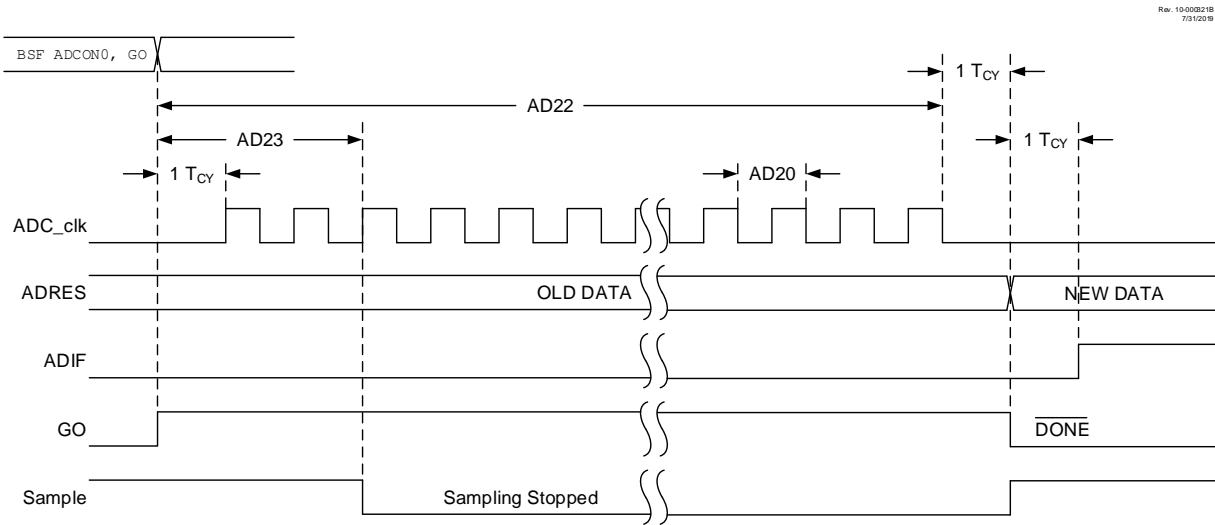 Rev. 10-000321B
7/31/2019
BSF ADCON0, GO
1 TCY
AD22
AD23
1 TCY
1 TCY
AD20
ADC_clk
ADRES
OLD DATA
NEW DATA
ADIF
GO
DONE
Sample
Sampling Stopped